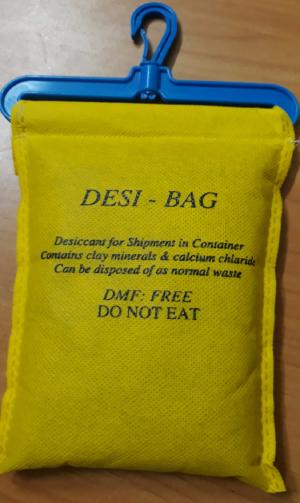 DESI - BAG
Desiccant for Shipment in Container
Contains clay minerals & calcium chloride
Can be disposed of as normal waste
DMF: FREE
DO NOT EAT